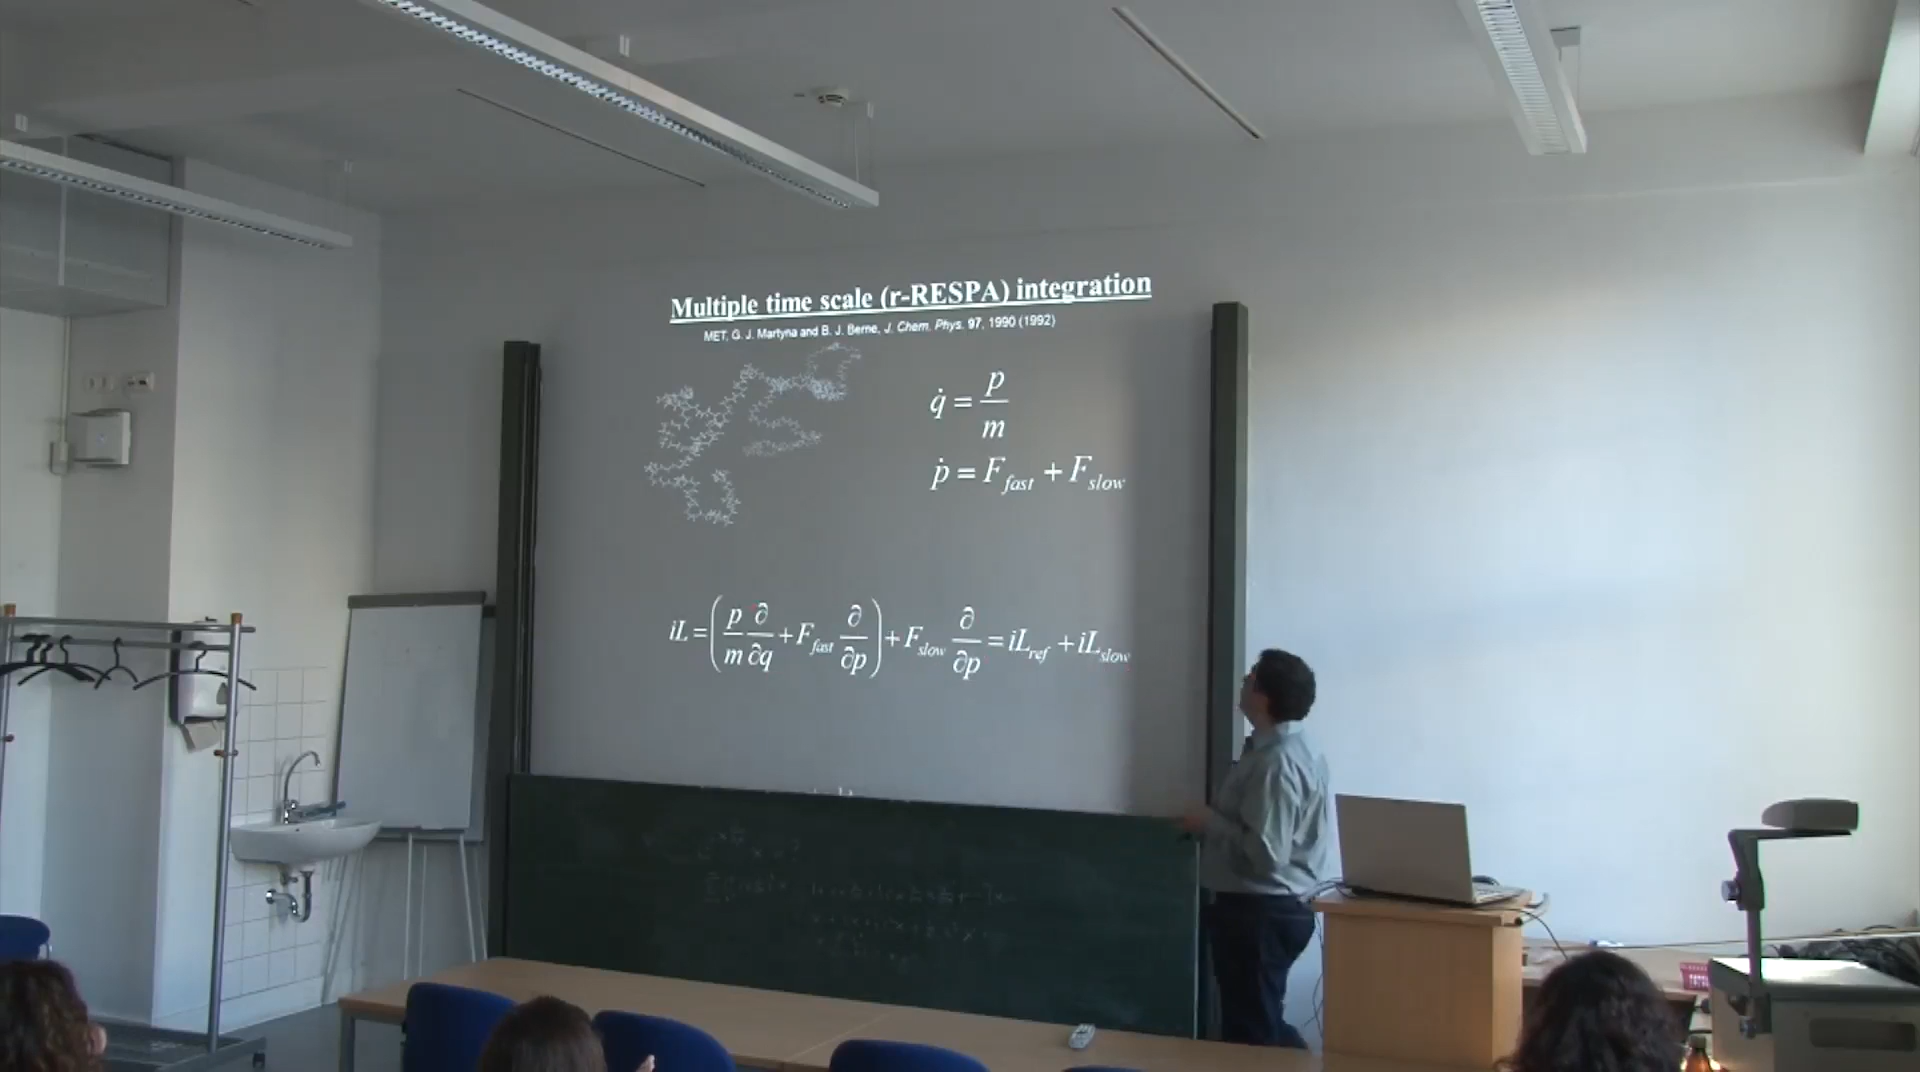 Multiple time scale (r-RESPA) integration
MET, G. J. Martyna and B. J. Berne, J. Chem. Phys. 97, 1990 (1992)
q̇ = p/m
ṗ = F_fast + F_slow
iL = (p/m ∂/∂q + F_fast ∂/∂p) + F_slow ∂/∂p = iL_ref + iL_slow